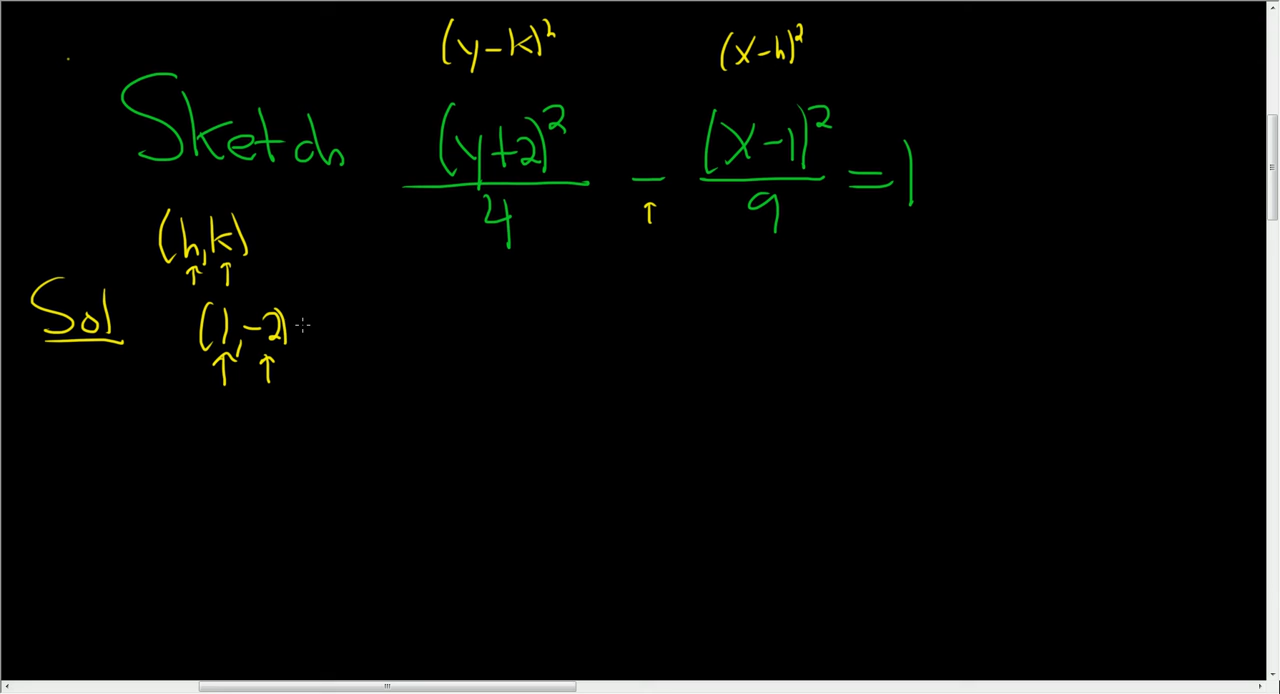 (y-k)² (x-h)²
Sketch (y+2)²/4 - (x-1)²/9 = 1
(h,k)
Sol (1,-2)